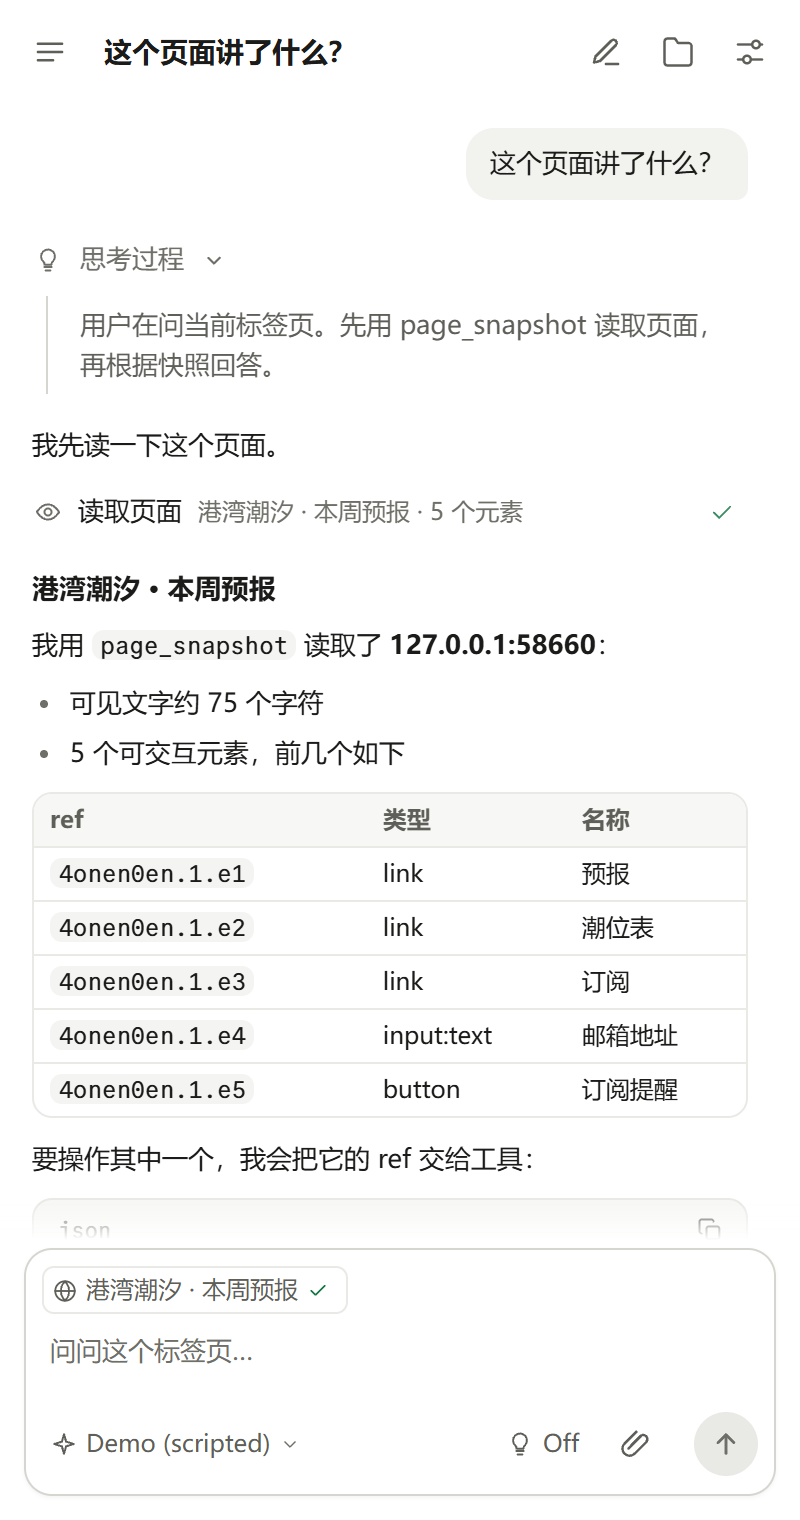 这个页面讲了什么？
这个页面讲了什么？
思考过程
用户在问当前标签页。先用 page_snapshot 读取页面，
再根据快照回答。
我先读一下这个页面。
读取页面 港湾潮汐 · 本周预报 · 5 个元素
港湾潮汐 • 本周预报
我用 page_snapshot 读取了 127.0.0.1:58660：
• 可见文字约 75 个字符
• 5 个可交互元素，前几个如下
ref 类型 名称
4onen0en.1.e1 link 预报
4onen0en.1.e2 link 潮位表
4onen0en.1.e3 link 订阅
4onen0en.1.e4 input:text 邮箱地址
4onen0en.1.e5 button 订阅提醒
要操作其中一个，我会把它的 ref 交给工具：
json
港湾潮汐 · 本周预报
问问这个标签页...
Demo (scripted) Off